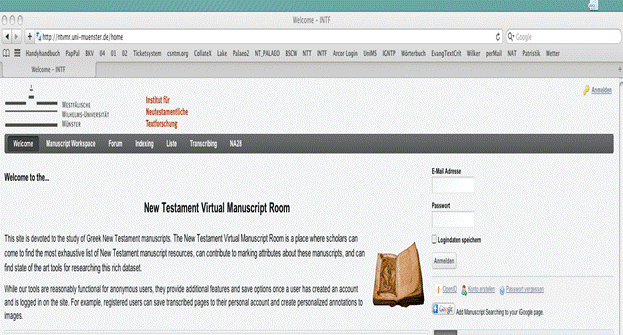 Welcome – INTF
http://ntvmr.uni-muenster.de/home
Google
Handyhandbuch PapPal BKV 04 01 02 Ticketsystem csntm.org CollateX Lake Palaeo2 NT_PALAEO IISCW NTT INTF Arcor Login UniMS IGNTP Wörterbuch EvangTextCrit Wilker perMail NAT Patristik Wetter
Welcome – INTF
Westfälische
Wilhelms-Universität
Münster
Institut für
Neutestamentliche
Textforschung
Anmelden
Welcome Manuscript Workspace Forum Indexing Liste Transcribing NA28
Welcome to the...
New Testament Virtual Manuscript Room
This site is devoted to the study of Greek New Testament manuscripts. The New Testament Virtual Manuscript Room is a place where scholars can
come to find the most exhaustive list of New Testament manuscript resources, can contribute to marking attributes about these manuscripts, and can
find state of the art tools for researching this rich dataset.
While our tools are reasonably functional for anonymous users, they provide additional features and save options once a user has created an account
and is logged in on the site. For example, registered users can save transcribed pages to their personal account and create personalized annotations to
images.
E-Mail Adresse
Passwort
Logindaten speichern
Anmelden
OpenID Konto erstellen Passwort vergessen
Google Add Manuscript Searching to your Google page.